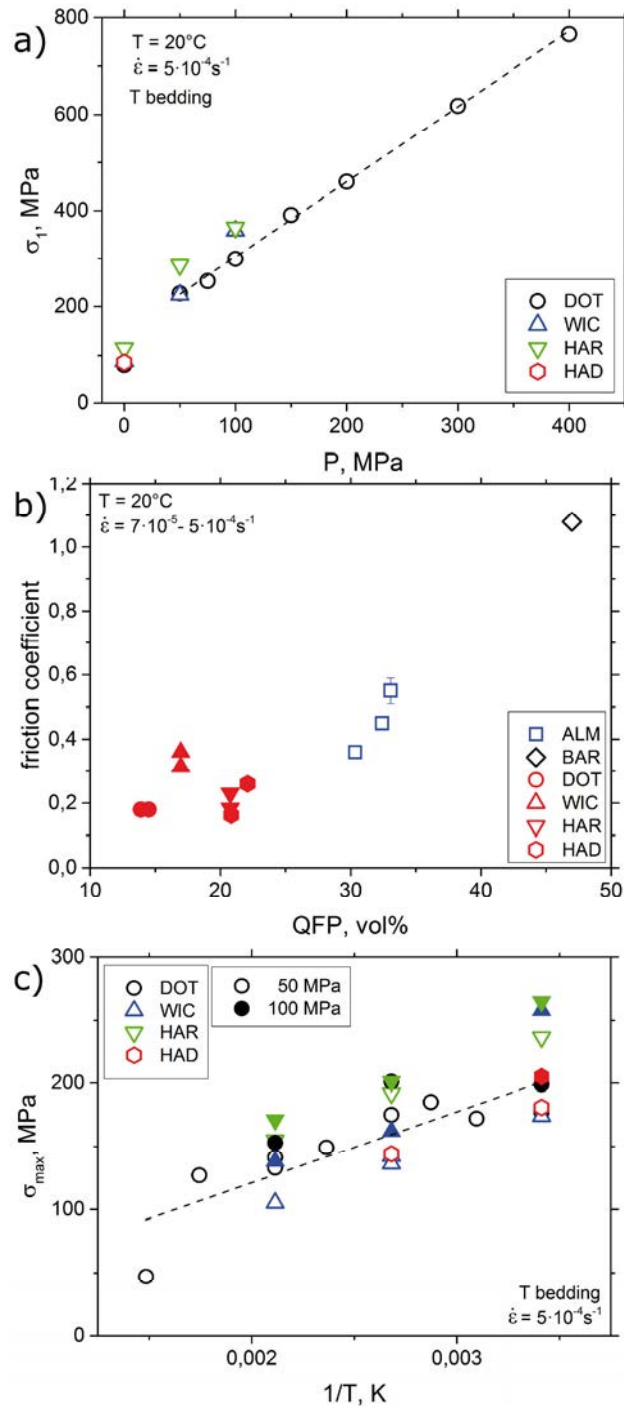 a)
T = 20°C
ε̇ = 5·10⁻⁴s⁻¹
T bedding
800
600
400
200
0
σ₁, MPa
DOT
WIC
HAR
HAD
0 100 200 300 400
P, MPa
b)
T = 20°C
ε̇ = 7·10⁻⁵- 5·10⁻⁴s⁻¹
1,2
1,0
0,8
0,6
0,4
0,2
0,0
friction coefficient
ALM
BAR
DOT
WIC
HAR
HAD
10 20 30 40 50
QFP, vol%
c)
300
200
100
0
σmax, MPa
DOT
WIC
HAR
HAD
50 MPa
100 MPa
T bedding
ε̇ = 5·10⁻⁴s⁻¹
0,002 0,003
1/T, K